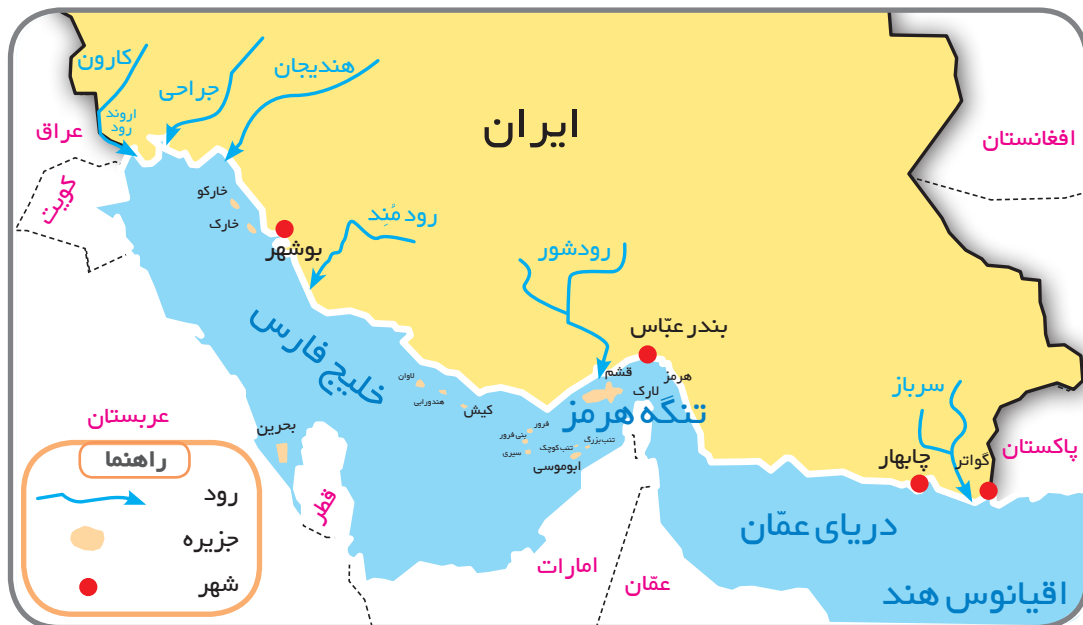 کارون
جراحی
هندیجان
ایران
اروند
رود
عراق
افغانستان
کویت
خارکو
خارک
رود مُند
بوشهر
رودشور
خلیج فارس
بندر عبّاس
قشم
هرمز
لارک
لاوان
هندورابی
کیش
تنگه هرمز
سرباز
فرور
بنی فرور
سیری
تنب بزرگ
تنب کوچک
ابوموسی
عربستان
بحرین
چابهار
گواتر
پاکستان
قطر
دریای عمّان
امارات
عمّان
اقیانوس هند
راهنما
رود
جزیره
شهر